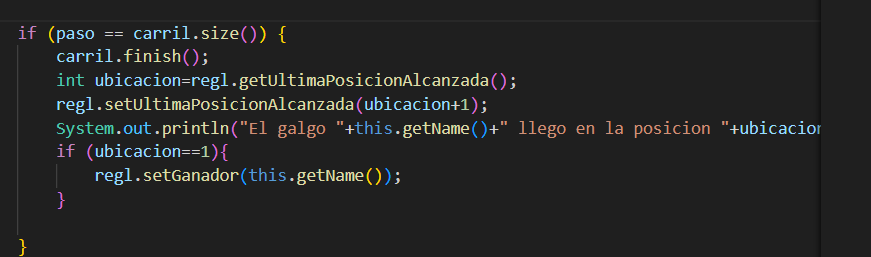 if (paso == carril.size()) {
carril.finish();
int ubicacion=regl.getUltimaPosicionAlcanzada();
regl.setUltimaPosicionAlcanzada(ubicacion+1);
System.out.println("El galgo "+this.getName()+" llego en la posicion "+ubicacion
if (ubicacion==1){
regl.setGanador(this.getName());
}
}